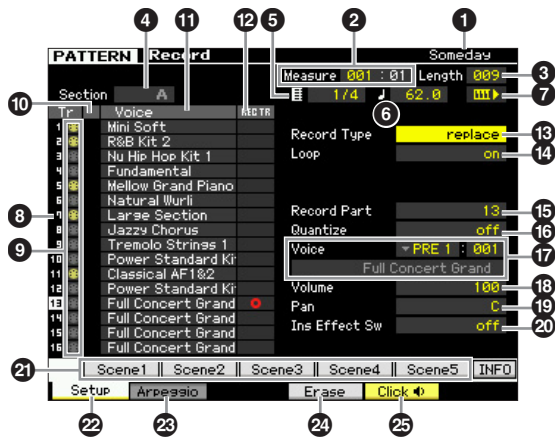 4 11 12 5 2 1
PATTERN Record Someday
Measure 001 : 01 Length 009 3
Section A 1/4 ♩ 62.0 7
10 6
Tr Voice REC TR
1 Mini Soft
2 R&B Kit 2 Record Type replace 13
3 Nu Hip Hop Kit 1 Loop on 14
4 Fundamental
5 Mellow Grand Piano
6 Natural Wurli
8 7 Large Section Record Part 13 15
8 Jazzy Chorus Quantize off 16
9 9 Tremolo Strings 1 Voice PRE 1 : 001 17
10 Power Standard Ki Full Concert Grand
11 Classical AF1&2
12 Power Standard Ki Volume 100 18
13 Full Concert Grand Pan C 19
14 Full Concert Grand Ins Effect Sw off 20
15 Full Concert Grand
16 Full Concert Grand
21 Scene1 Scene2 Scene3 Scene4 Scene5 INFO
Setup Arpeggio Erase Click
22 23 24 25